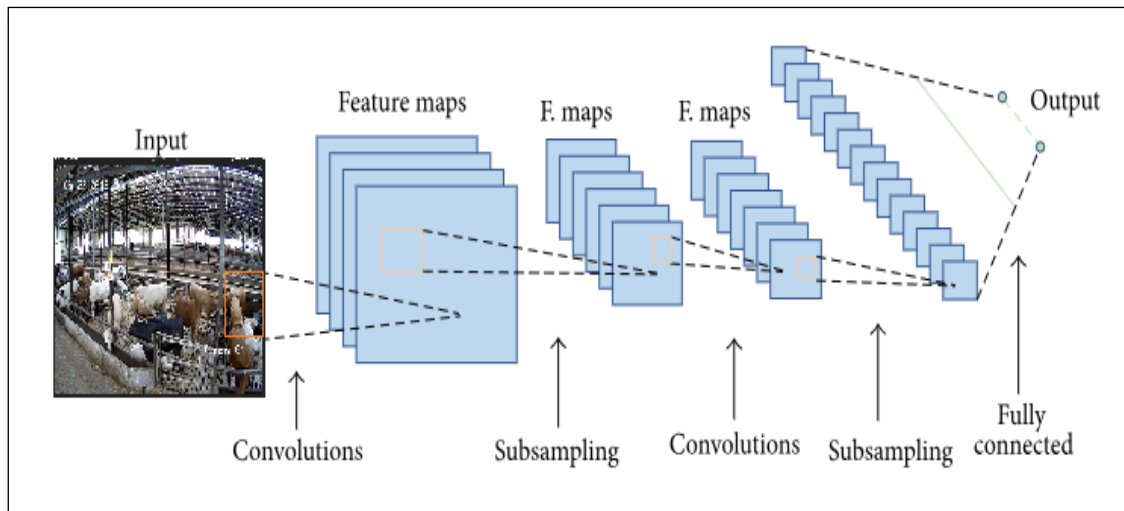 Input
Feature maps
F. maps
F. maps
Output
Convolutions
Subsampling
Convolutions
Subsampling
Fully
connected